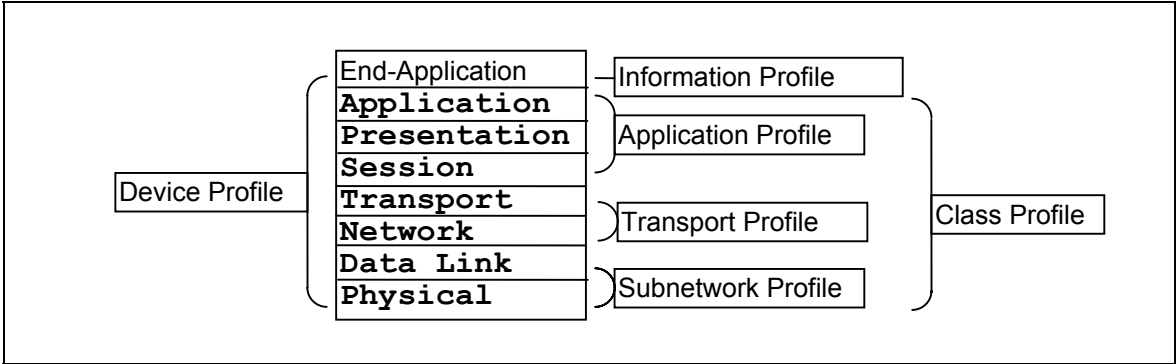 End-Application
Information Profile
Application
Presentation
Application Profile
Session
Device Profile
Transport
Class Profile
Network
Transport Profile
Data Link
Subnetwork Profile
Physical